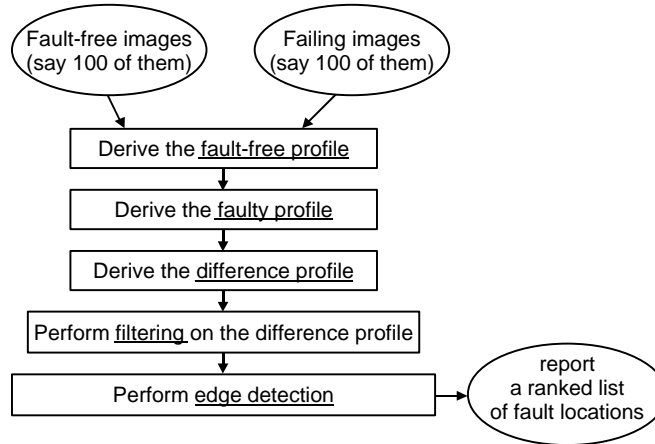 Fault-free images
(say 100 of them)
Failing images
(say 100 of them)
Derive the fault-free profile
Derive the faulty profile
Derive the difference profile
Perform filtering on the difference profile
Perform edge detection
report
a ranked list
of fault locations